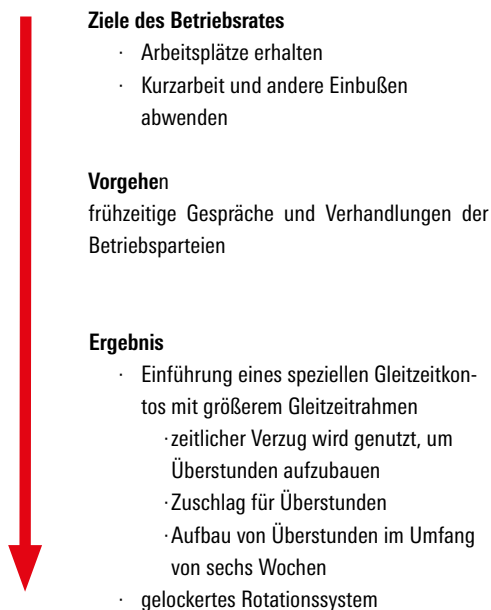 Ziele des Betriebsrates
· Arbeitsplätze erhalten
· Kurzarbeit und andere Einbußen
abwenden
Vorgehen
frühzeitige Gespräche und Verhandlungen der
Betriebsparteien
Ergebnis
· Einführung eines speziellen Gleitzeitkon-
tos mit größerem Gleitzeitrahmen
· zeitlicher Verzug wird genutzt, um
Überstunden aufzubauen
· Zuschlag für Überstunden
· Aufbau von Überstunden im Umfang
von sechs Wochen
· gelockertes Rotationssystem